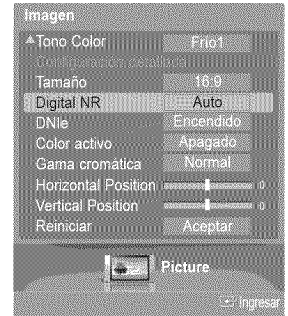 Imagen
Tono Color Frío1
Configuración detallada
Tamaño 16:9
Digital NR Auto
DNIe Encendido
Color activo Apagado
Gama cromática Normal
Horizontal Position 0
Vertical Position 0
Reiniciar Aceptar
Picture
Ingresar